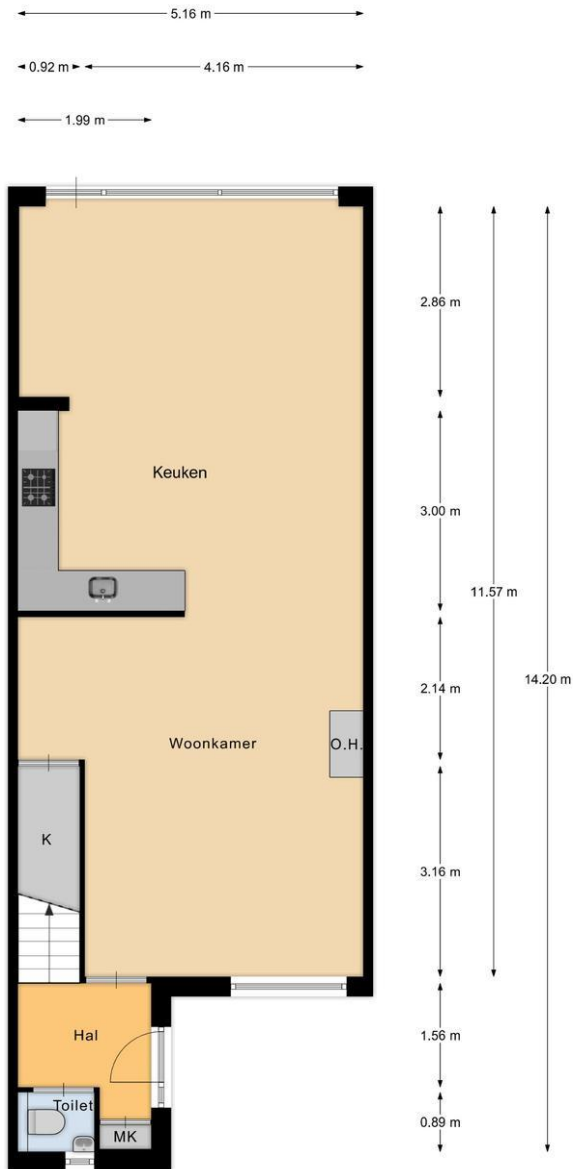 5.16 m
0.92 m
4.16 m
1.99 m
2.86 m
Keuken
3.00 m
11.57 m
14.20 m
2.14 m
Woonkamer
O.H.
K
3.16 m
Hal
1.56 m
Toilet
MK
0.89 m